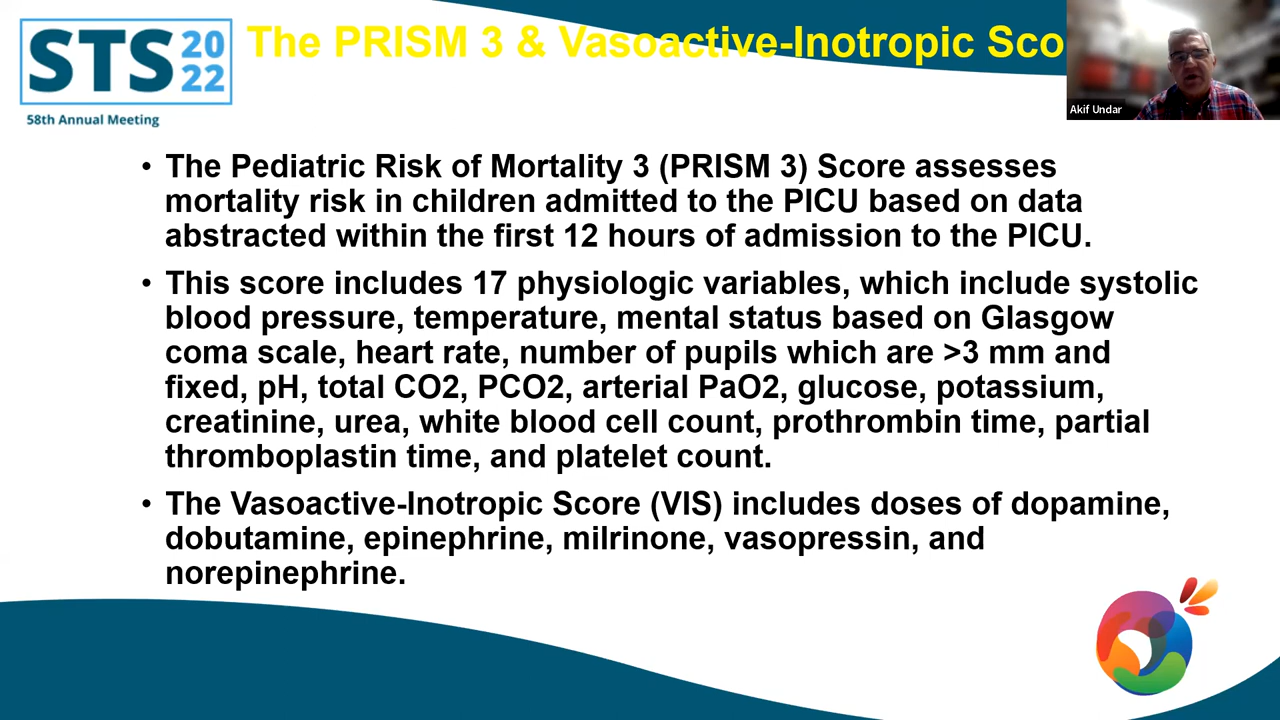 STS 20
22
58th Annual Meeting
The PRISM 3 & Vasoactive-Inotropic Sco
Akif Undar
• The Pediatric Risk of Mortality 3 (PRISM 3) Score assesses
mortality risk in children admitted to the PICU based on data
abstracted within the first 12 hours of admission to the PICU.
• This score includes 17 physiologic variables, which include systolic
blood pressure, temperature, mental status based on Glasgow
coma scale, heart rate, number of pupils which are >3 mm and
fixed, pH, total CO2, PCO2, arterial PaO2, glucose, potassium,
creatinine, urea, white blood cell count, prothrombin time, partial
thromboplastin time, and platelet count.
• The Vasoactive-Inotropic Score (VIS) includes doses of dopamine,
dobutamine, epinephrine, milrinone, vasopressin, and
norepinephrine.